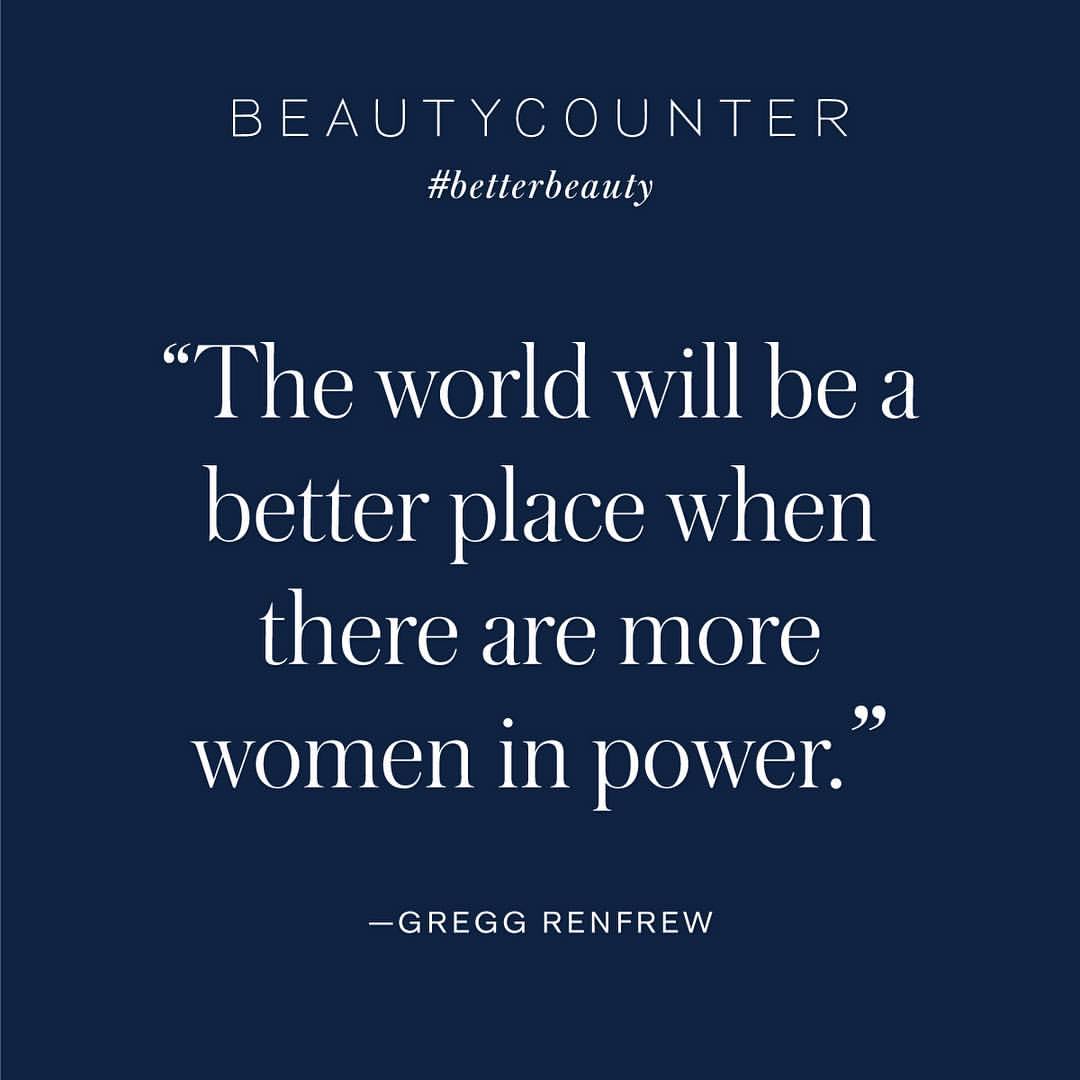 BEAUTYCOUNTER
#betterbeauty
“The world will be a
better place when
there are more
women in power.”
—GREGG RENFREW